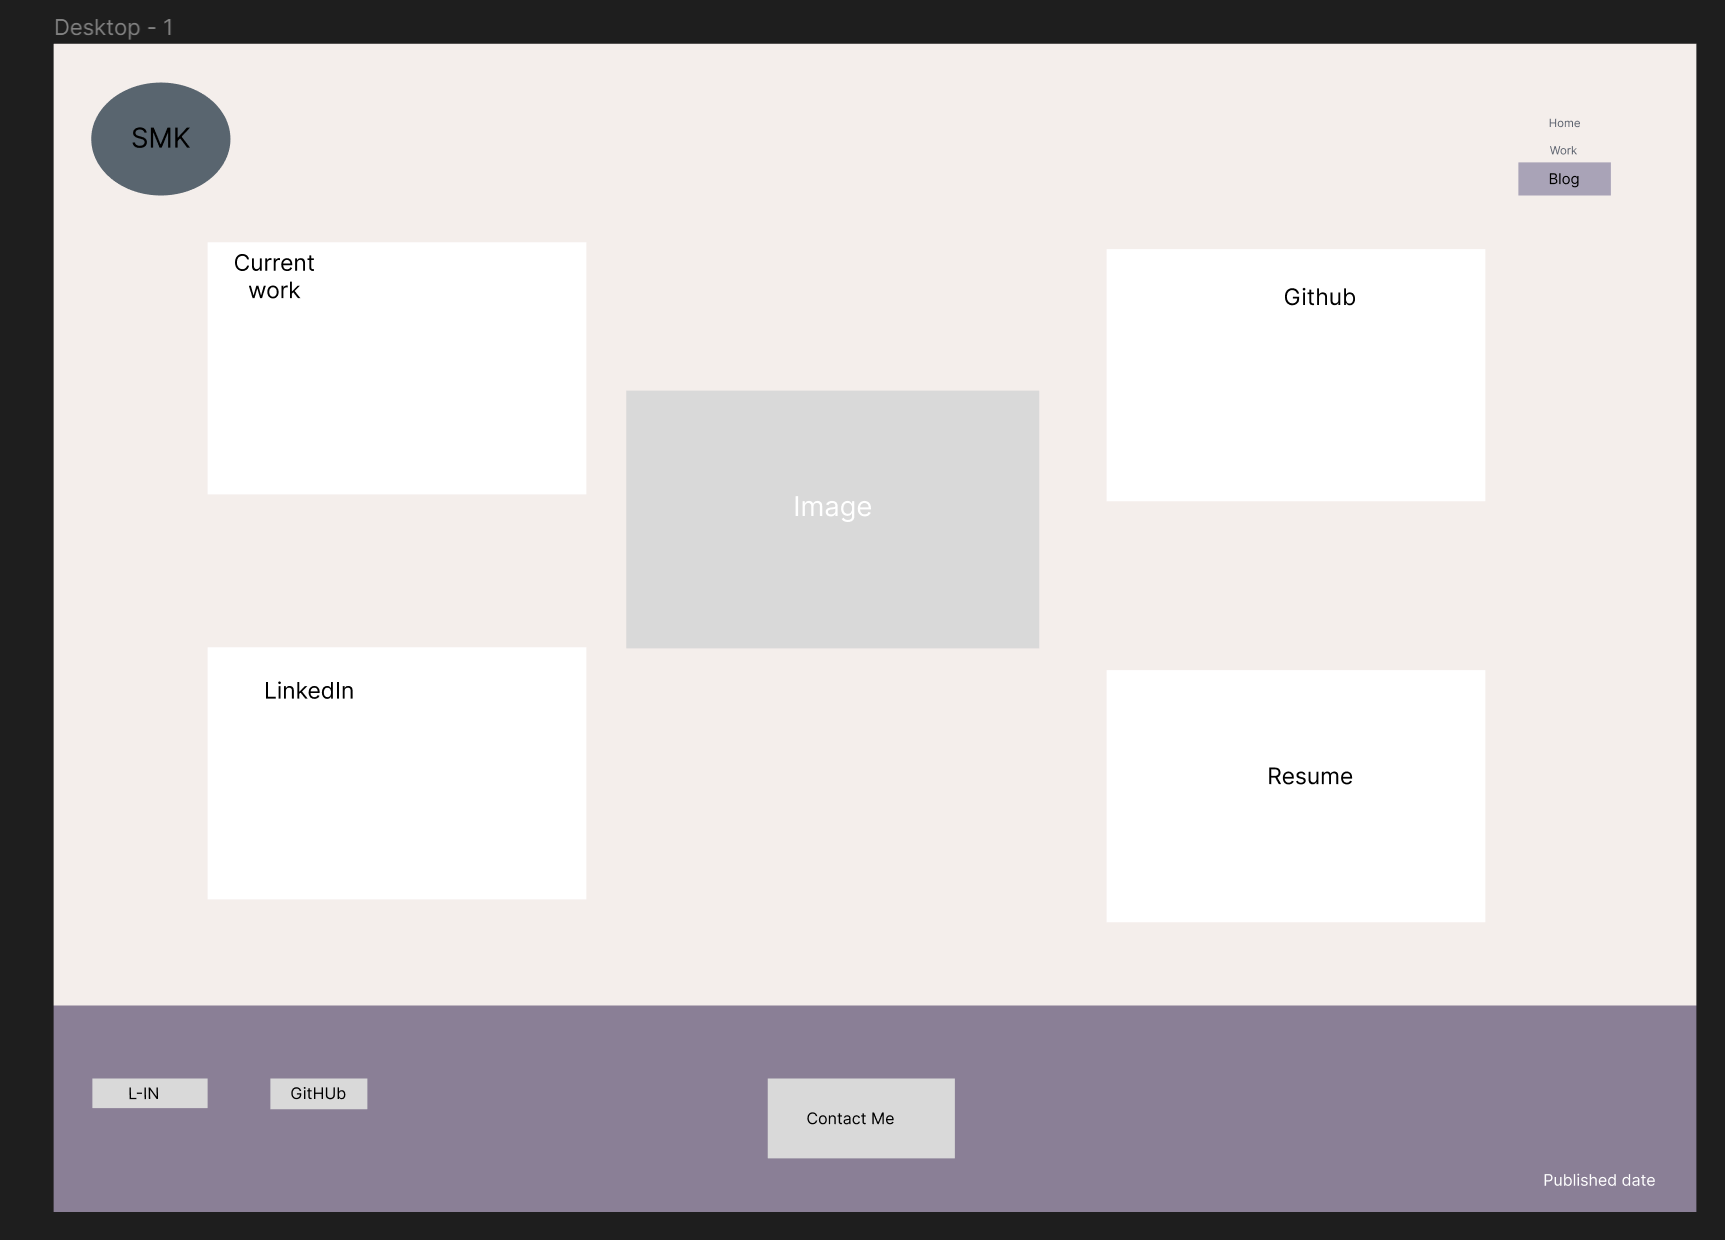 Desktop - 1
SMK
Home
Work
Blog
Current
work
Github
Image
LinkedIn
Resume
L-IN
GitHUb
Contact Me
Published date